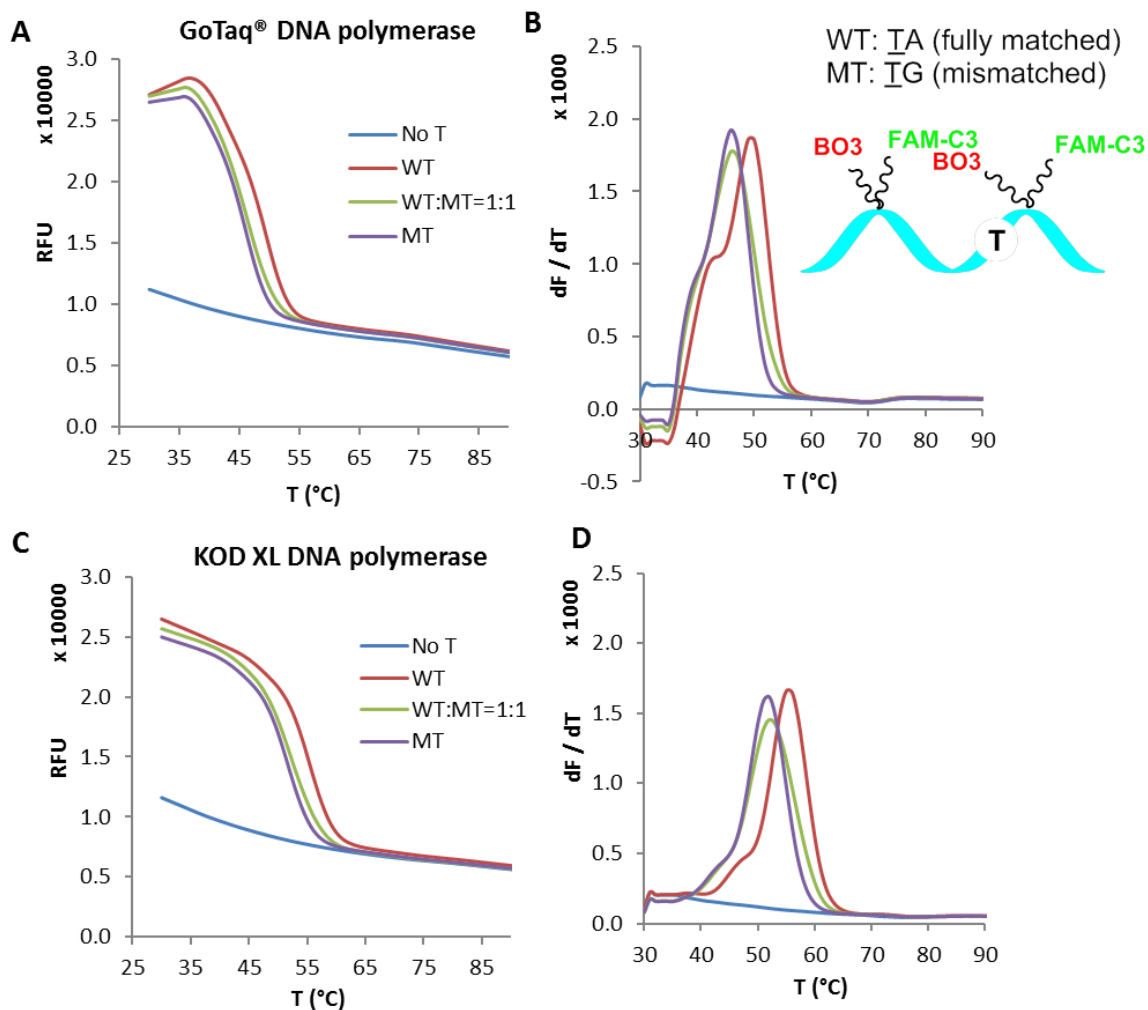 A
GoTaq® DNA polymerase
x 10000
RFU
3.0
2.5
2.0
1.5
1.0
0.5
0.0
25 35 45 55 65 75 85
T (°C)
No T
WT
WT:MT=1:1
MT
B
x 1000
dF / dT
2.5
2.0
1.5
1.0
0.5
0.0
-0.5
30 40 50 60 70 80 90
T (°C)
WT: TA (fully matched)
MT: TG (mismatched)
BO3 FAM-C3 BO3 FAM-C3
T
C
KOD XL DNA polymerase
x 10000
RFU
3.0
2.5
2.0
1.5
1.0
0.5
0.0
25 35 45 55 65 75 85
T (°C)
No T
WT
WT:MT=1:1
MT
D
x 1000
dF / dT
2.5
2.0
1.5
1.0
0.5
0.0
30 40 50 60 70 80 90
T (°C)